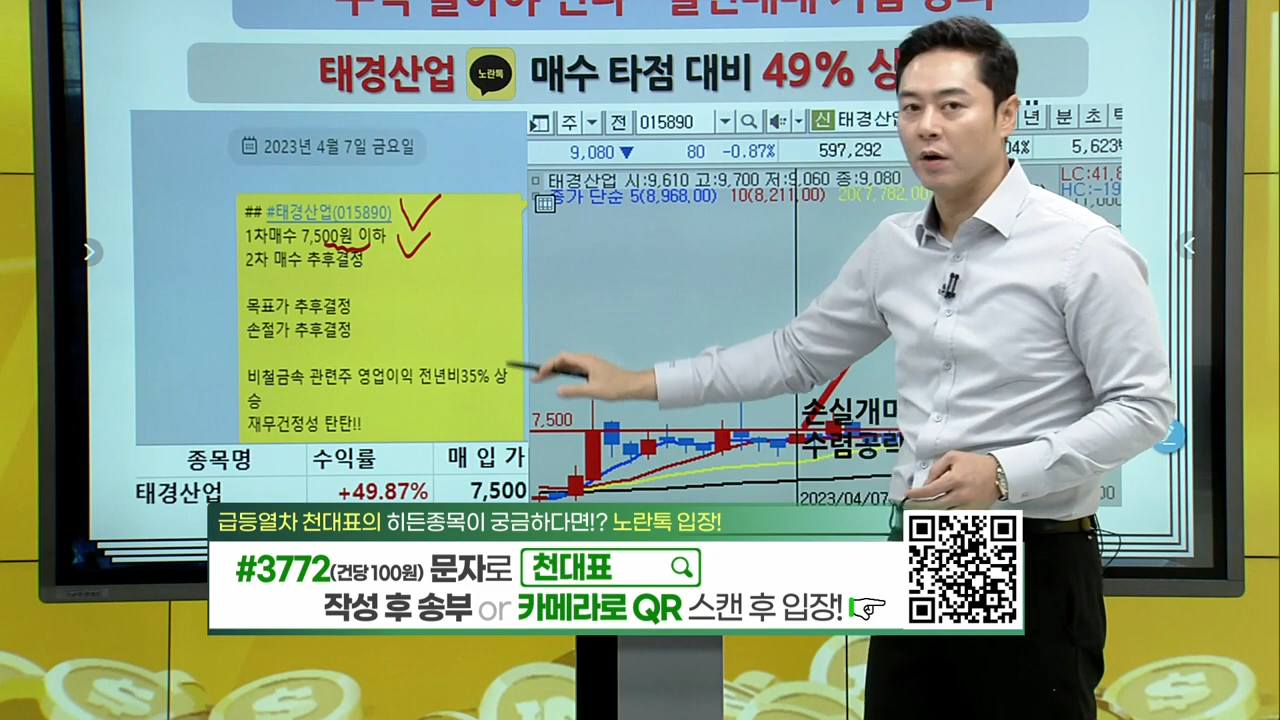 태경산업 노란톡 매수 타점 대비 49%
2023년 4월 7일 금요일
## #태경산업(015890)
1차매수 7,500원 이하
2차 매수 추후결정
목표가 추후결정
손절가 추후결정
비철금속 관련주 영업이익 전년비35% 상
승
재무건정성 탄탄!!
종목명 수익률 매 입 가
태경산업 +49.87% 7,500
주 전 015890 신 태경산업 년 분 초
9,080 ▼ 80 -0.87% 597,292 5,623
태경산업 시:9,610 고:9,700 저:9,060 종:9,080
종가 단순 5(8,968.00) 10(8,211.00) 20(7,782.00)
LC:41.8
HC:-19
7,500
손실개미
수렴공략
2023/04/07
급등열차 천대표의 히든종목이 궁금하다면!? 노란톡 입장!
#3772(건당 100원) 문자로 천대표
작성 후 송부 or 카메라로 QR 스캔 후 입장!